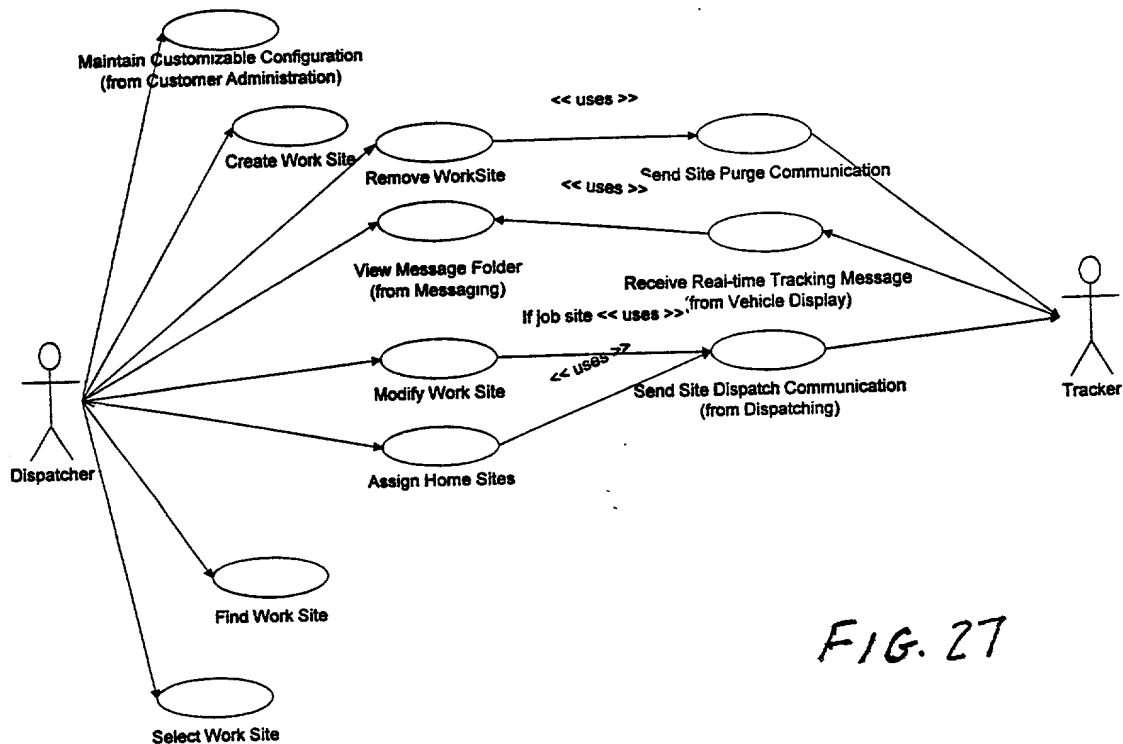 Maintain Customizable Configuration
(from Customer Administration)
<< uses >>
Create Work Site
Remove WorkSite
Send Site Purge Communication
<< uses >>
View Message Folder
(from Messaging)
Receive Real-time Tracking Message
(from Vehicle Display)
If job site << uses >>
<< uses >>
Modify Work Site
Send Site Dispatch Communication
(from Dispatching)
Tracker
Dispatcher
Assign Home Sites
Find Work Site
FIG. 27
Select Work Site